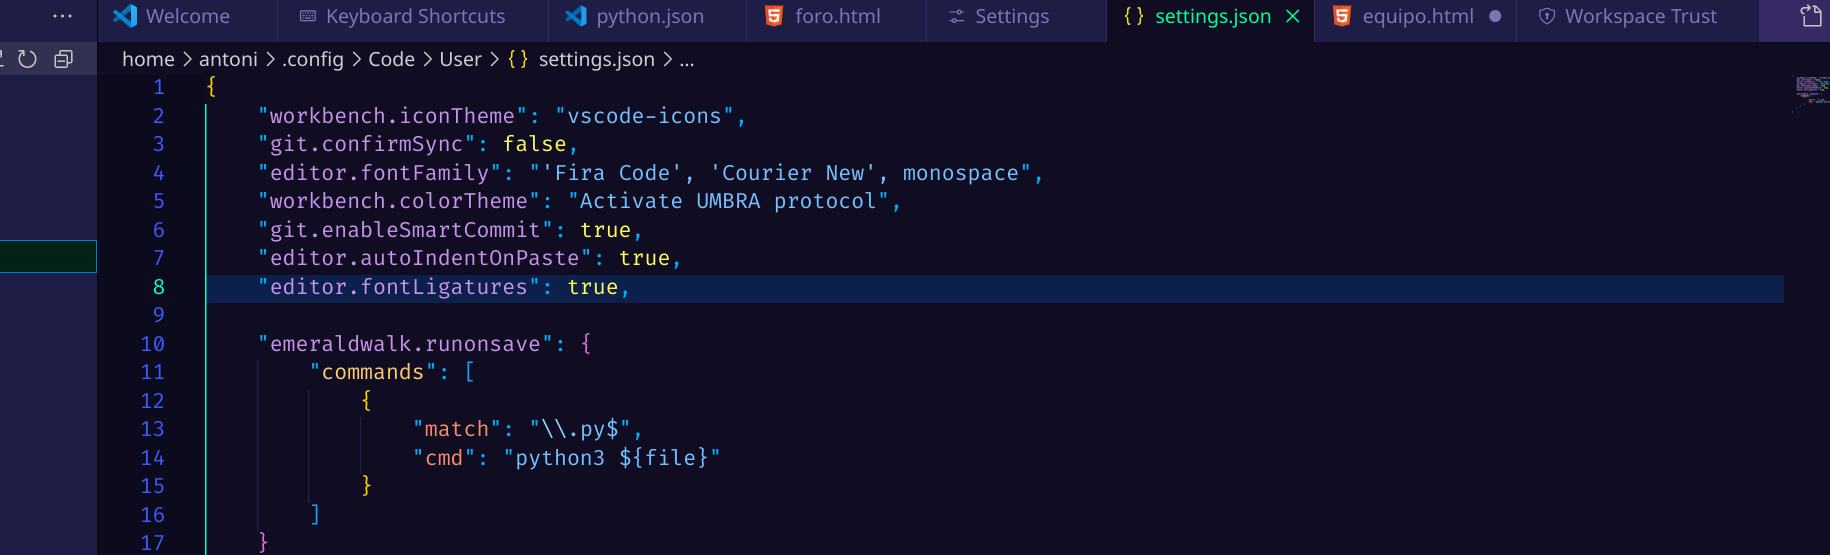 Welcome Keyboard Shortcuts python.json foro.html Settings {} settings.json equipo.html Workspace Trust
home > antoni > .config > Code > User > {} settings.json > ...
1 {
2 "workbench.iconTheme": "vscode-icons",
3 "git.confirmSync": false,
4 "editor.fontFamily": "'Fira Code', 'Courier New', monospace",
5 "workbench.colorTheme": "Activate UMBRA protocol",
6 "git.enableSmartCommit": true,
7 "editor.autoIndentOnPaste": true,
8 "editor.fontLigatures": true,
9
10 "emeraldwalk.runonsave": {
11 "commands": [
12 {
13 "match": "\\.py$",
14 "cmd": "python3 ${file}"
15 }
16 ]
17 }